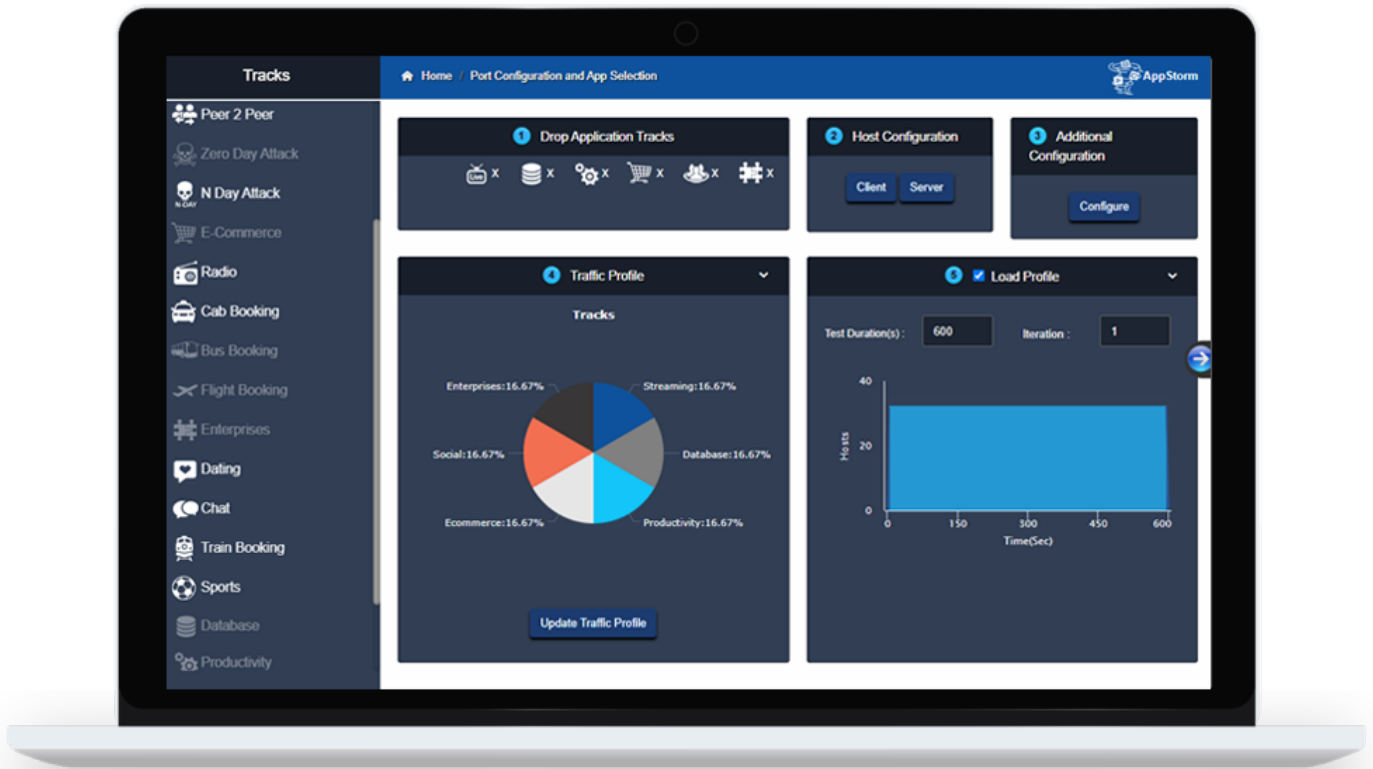 Tracks
Peer 2 Peer
Zero Day Attack
N-DAY
N Day Attack
E-Commerce
Radio
Cab Booking
Bus Booking
Flight Booking
Enterprises
Dating
Chat
Train Booking
Sports
Database
Productivity
Home / Port Configuration and App Selection
AppStorm
1 Drop Application Tracks
Live x x x x x x
2 Host Configuration
Client Server
3 Additional
Configuration
Configure
4 Traffic Profile
Tracks
Enterprises:16.67% Streaming:16.67%
Social:16.67% Database:16.67%
Ecommerce:16.67% Productivity:16.67%
Update Traffic Profile
5 Load Profile
Test Duration(s) : 600 Iteration : 1
40
20
0
Hosts
0 150 300 450 600
Time(Sec)